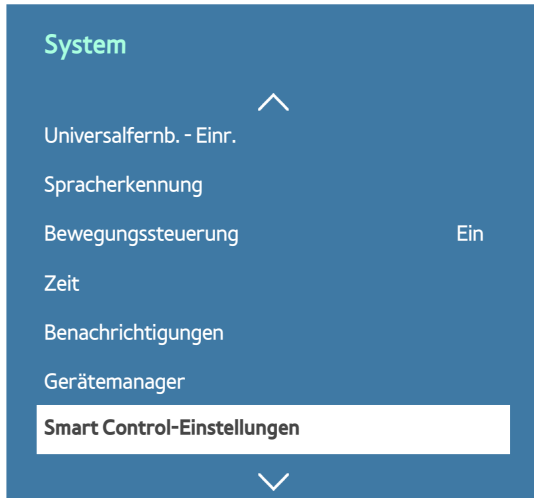 System
Universalfernb. - Einr.
Spracherkennung
Bewegungssteuerung Ein
Zeit
Benachrichtigungen
Gerätemanager
Smart Control-Einstellungen